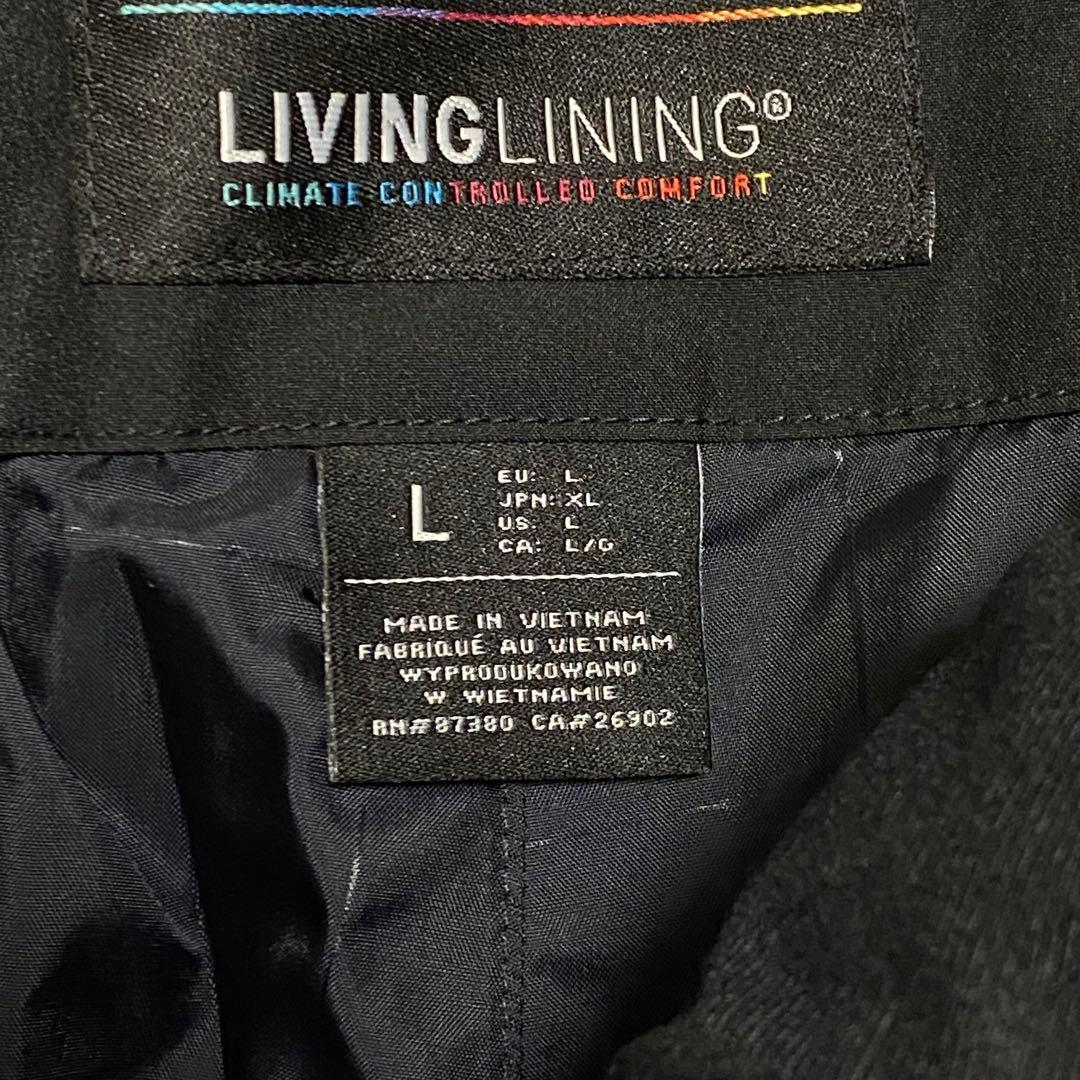 LIVINGLINING®
CLIMATE CONTROLLED COMFORT
L
EU: L
JPN: XL
US: L
CA: L/G
MADE IN VIETNAM
FABRIQUÉ AU VIETNAM
WYPRODUKOWANO
W WIETNAMIE
RN#87380 CA#26902